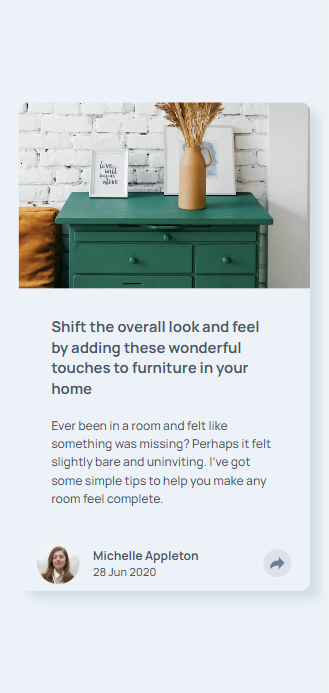 love
will
Shift the overall look and feel
by adding these wonderful
touches to furniture in your
home
Ever been in a room and felt like
something was missing? Perhaps it felt
slightly bare and uninviting. I've got
some simple tips to help you make any
room feel complete.
Michelle Appleton
28 Jun 2020